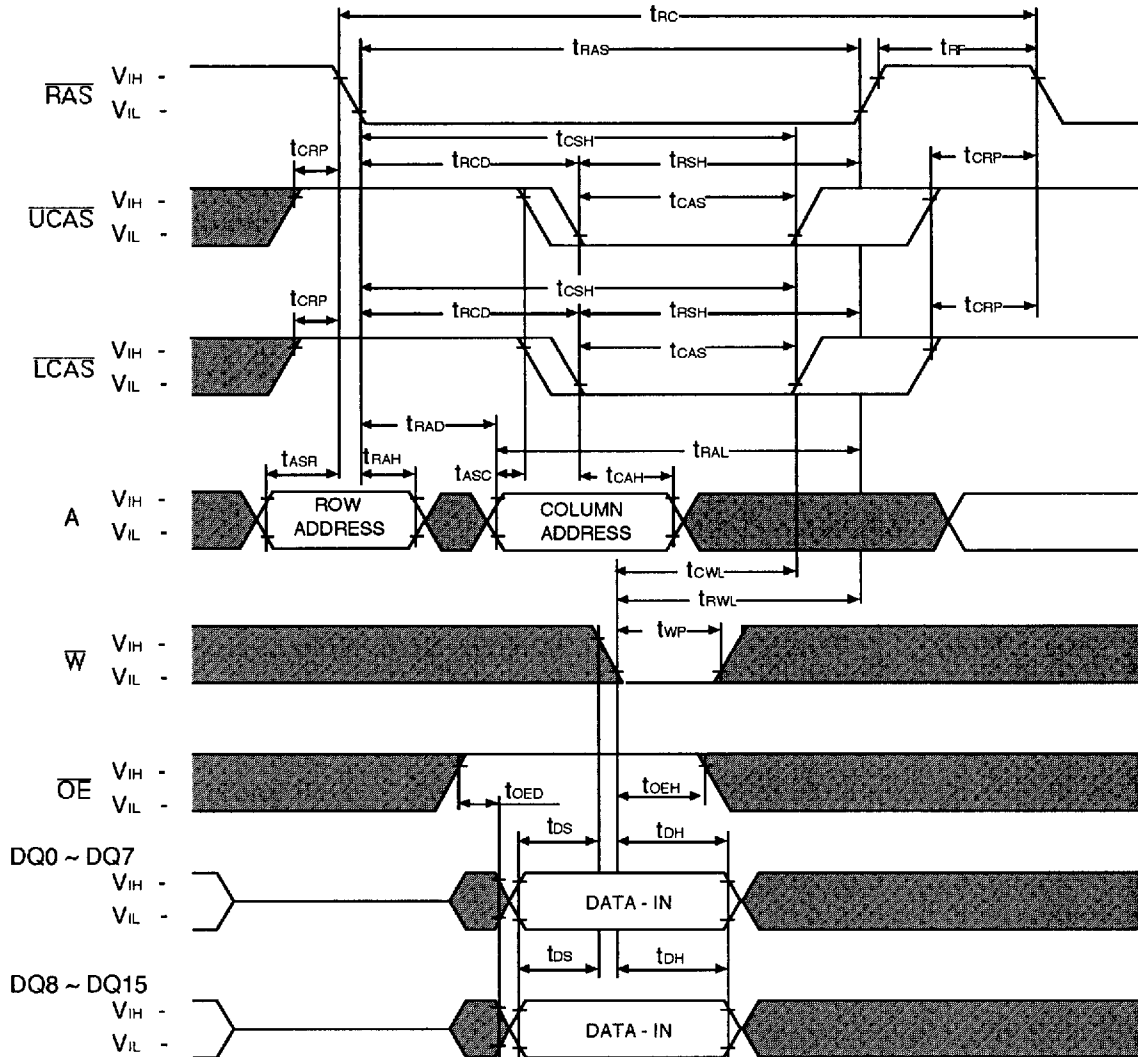 tRC
tRAS
tRP
RAS
VIH -
VIL -
tCSH
tCRP
tRCD
tRSH
tCRP
UCAS
VIH -
VIL -
tCAS
tCSH
tCRP
tRCD
tRSH
tCRP
LCAS
VIH -
VIL -
tCAS
tRAD
tRAL
tASR
tRAH
tASC
tCAH
A
VIH -
VIL -
ROW
ADDRESS
COLUMN
ADDRESS
tCWL
tRWL
W
VIH -
VIL -
tWP
OE
VIH -
VIL -
tOED
tOEH
tDS
tDH
DQ0 ~ DQ7
VIH -
VIL -
DATA - IN
tDS
tDH
DQ8 ~ DQ15
VIH -
VIL -
DATA - IN